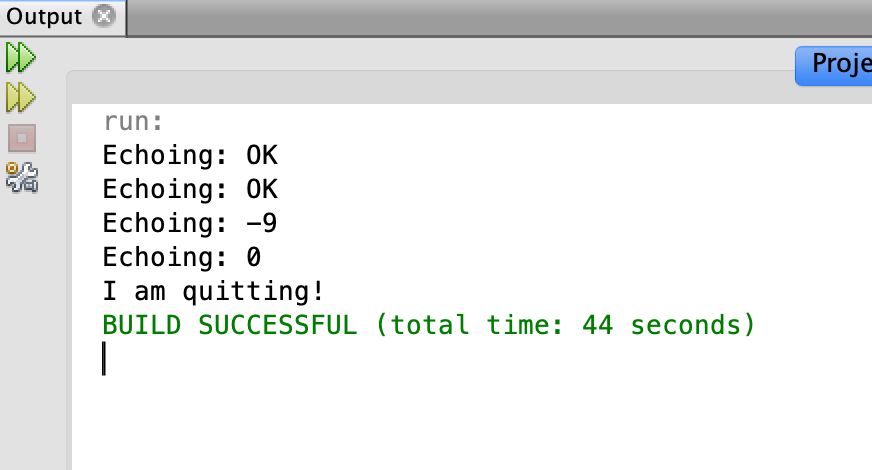 Output
Proje
run:
Echoing: OK
Echoing: OK
Echoing: -9
Echoing: 0
I am quitting!
BUILD SUCCESSFUL (total time: 44 seconds)